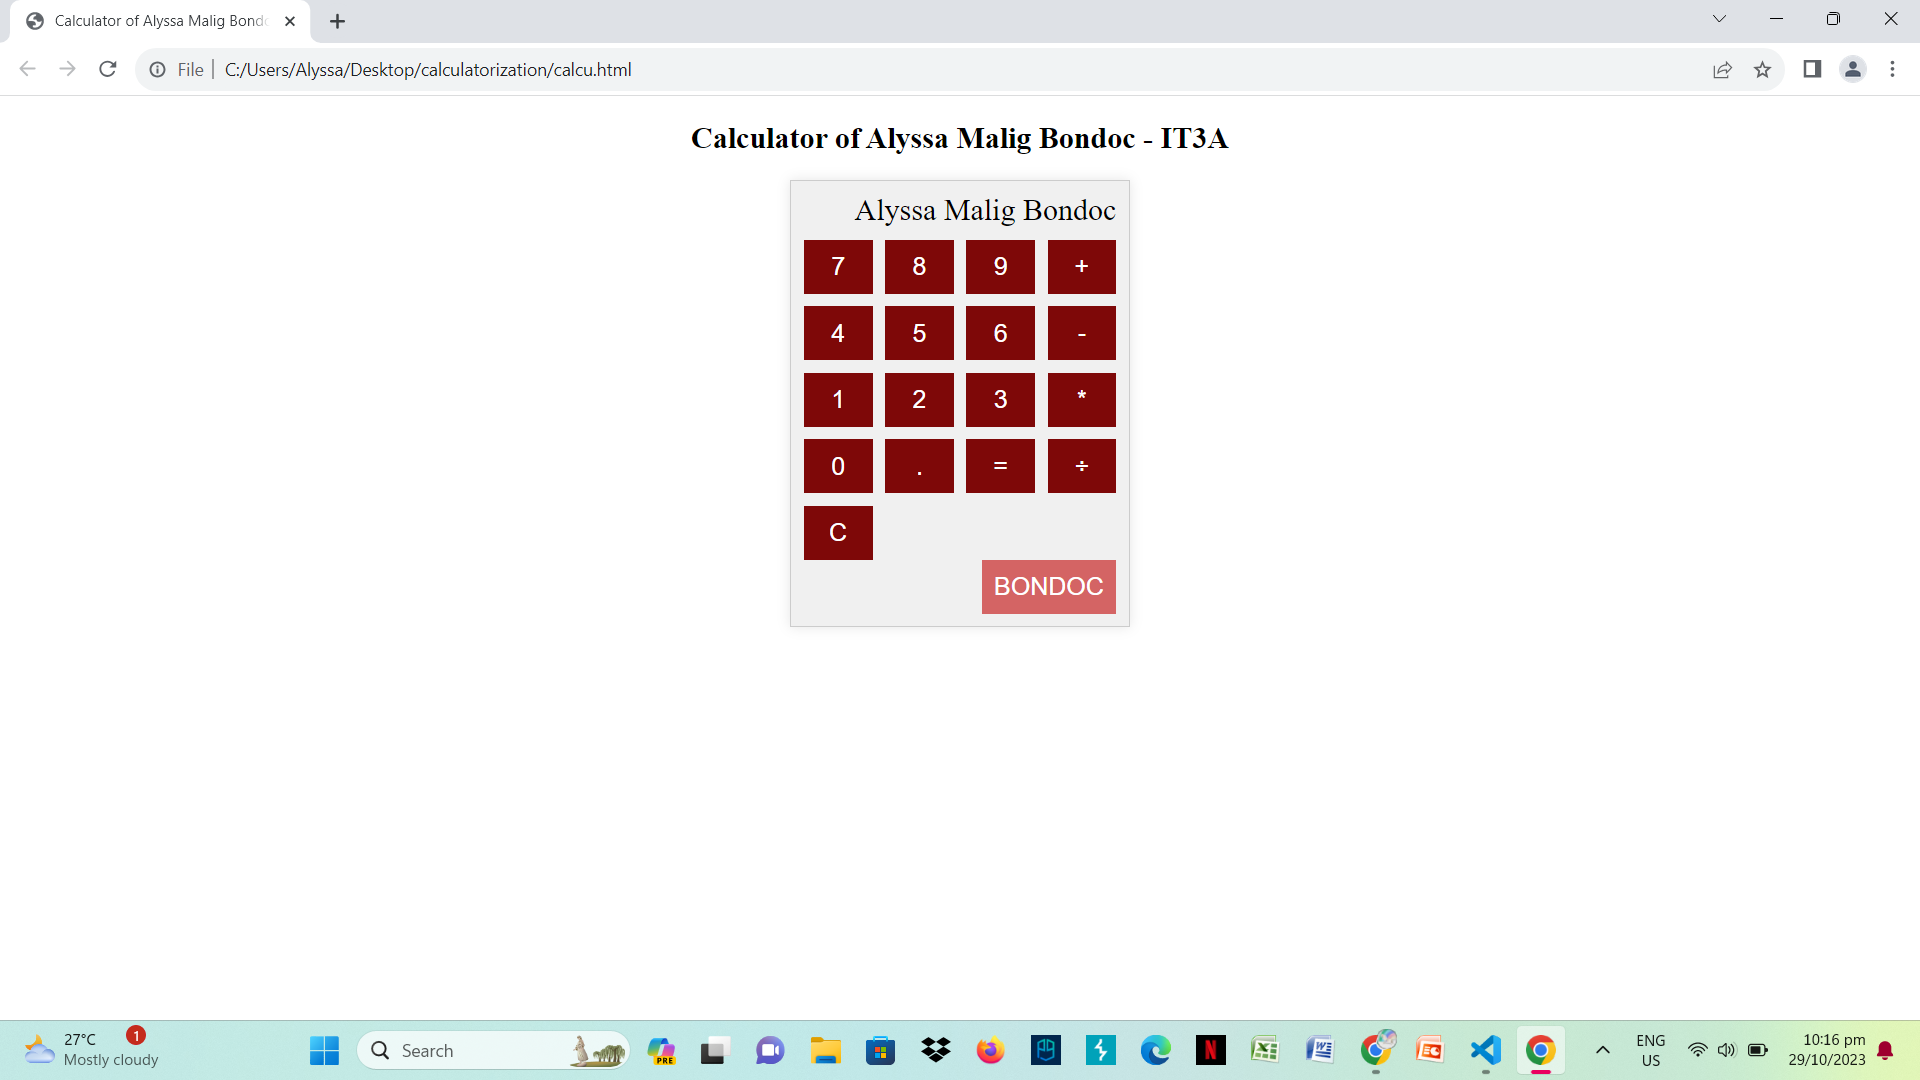 Calculator of Alyssa Malig Bond
File
C:/Users/Alyssa/Desktop/calculatorization/calcu.html
Calculator of Alyssa Malig Bondoc - IT3A
Alyssa Malig Bondoc
7 8 9 +
4 5 6 -
1 2 3 *
0 . = ÷
C
BONDOC
27°C
1
Mostly cloudy
Search
PRE
N
ENG
US
10:16 pm
29/10/2023